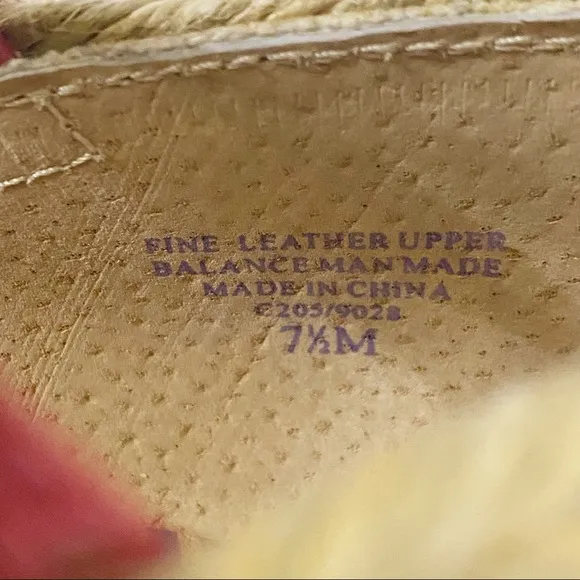 FINE LEATHER UPPER
BALANCE MAN MADE
MADE IN CHINA
C205/9028
7½M